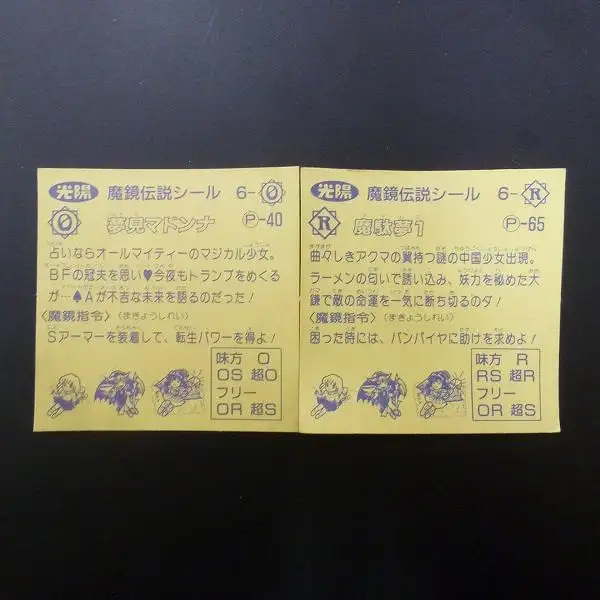 光陽 魔鏡伝説シール 6-O
O 夢見マドンナ P-40
占いならオールマイティーのマジカル少女。
BFの冠夫を思い♥今夜もトランプをめくる
が…♠Aが不吉な未来を語るのだった！
〈魔鏡指令〉(まきょうしれい)
Sアーマーを装着して、転生パワーを得よ！
味方 O
OS 超O
フリー
OR 超S
光陽 魔鏡伝説シール 6-R
R 魔駄夢1 P-65
曲々しきアクマの翼持つ謎の中国少女出現。
ラーメンの匂いで誘い込み、妖力を秘めた大
鎌で敵の命運を一気に断ち切るのダ！
〈魔鏡指令〉(まきょうしれい)
困った時には、バンパイヤに助けを求めよ！
味方 R
RS 超R
フリー
OR 超S